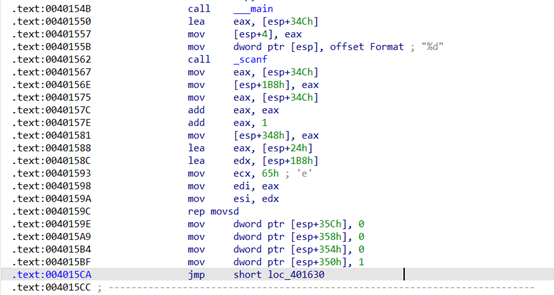 .text:0040154B call ___main
.text:00401550 lea eax, [esp+34Ch]
.text:00401557 mov [esp+4], eax
.text:0040155B mov dword ptr [esp], offset Format ; "%d"
.text:00401562 call _scanf
.text:00401567 mov eax, [esp+34Ch]
.text:0040156E mov [esp+1B8h], eax
.text:00401575 mov eax, [esp+34Ch]
.text:0040157C add eax, eax
.text:0040157E add eax, 1
.text:00401581 mov [esp+348h], eax
.text:00401588 lea eax, [esp+24h]
.text:0040158C lea edx, [esp+1B8h]
.text:00401593 mov ecx, 65h ; 'e'
.text:00401598 mov edi, eax
.text:0040159A mov esi, edx
.text:0040159C rep movsd
.text:0040159E mov dword ptr [esp+35Ch], 0
.text:004015A9 mov dword ptr [esp+358h], 0
.text:004015B4 mov dword ptr [esp+354h], 0
.text:004015BF mov dword ptr [esp+350h], 1
.text:004015CA jmp short loc_401630
.text:004015CC ; ---------------------------------------------------------------------------